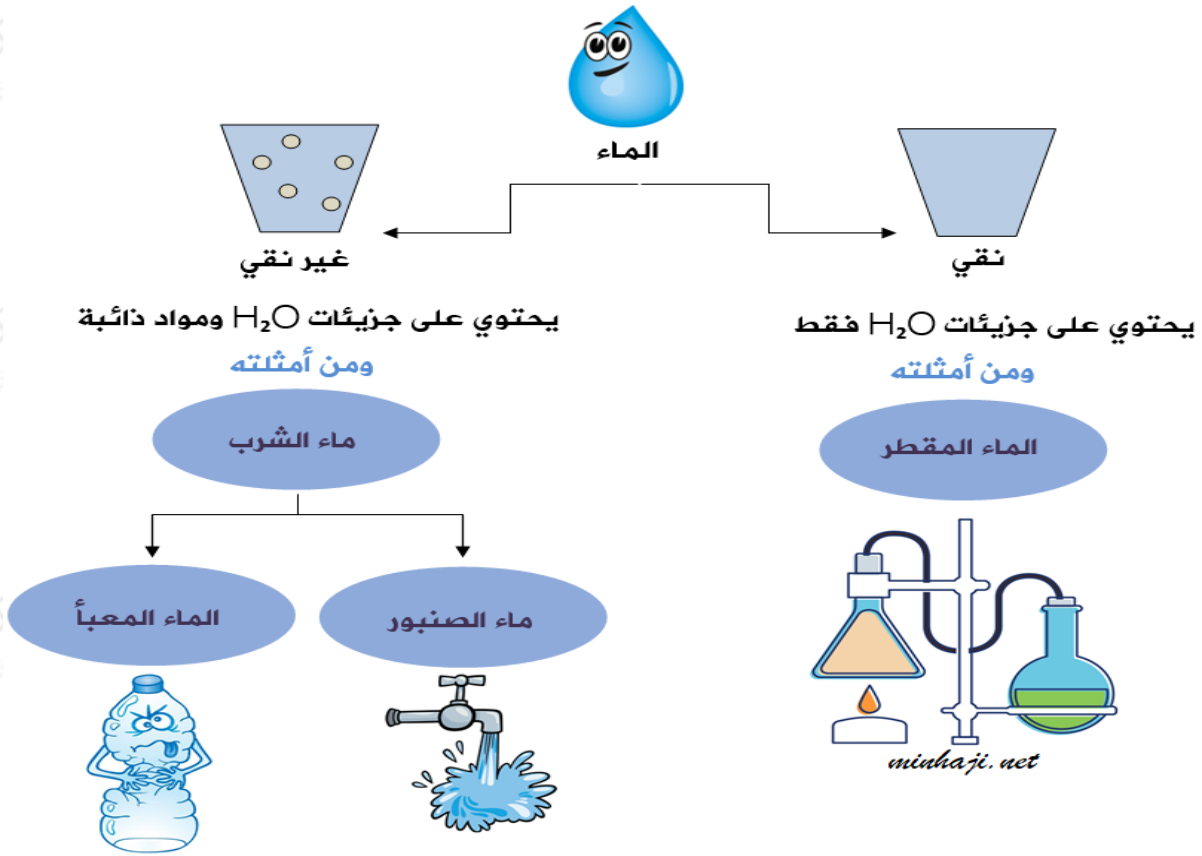 الماء
نقي
غير نقي
يحتوي على جزيئات H₂O فقط
يحتوي على جزيئات H₂O ومواد ذائبة
ومن أمثلته
ومن أمثلته
الماء المقطر
ماء الشرب
ماء الصنبور
الماء المعبأ
minhaji.net